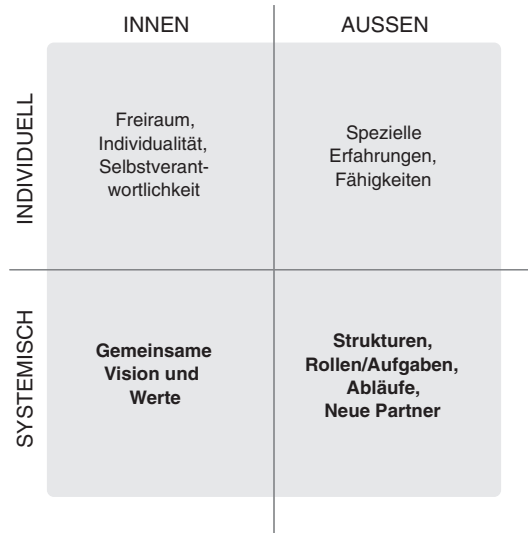 INNEN
AUSSEN
INDIVIDUELL
Freiraum,
Individualität,
Selbstverant-
wortlichkeit
Spezielle
Erfahrungen,
Fähigkeiten
SYSTEMISCH
Gemeinsame
Vision und
Werte
Strukturen,
Rollen/Aufgaben,
Abläufe,
Neue Partner